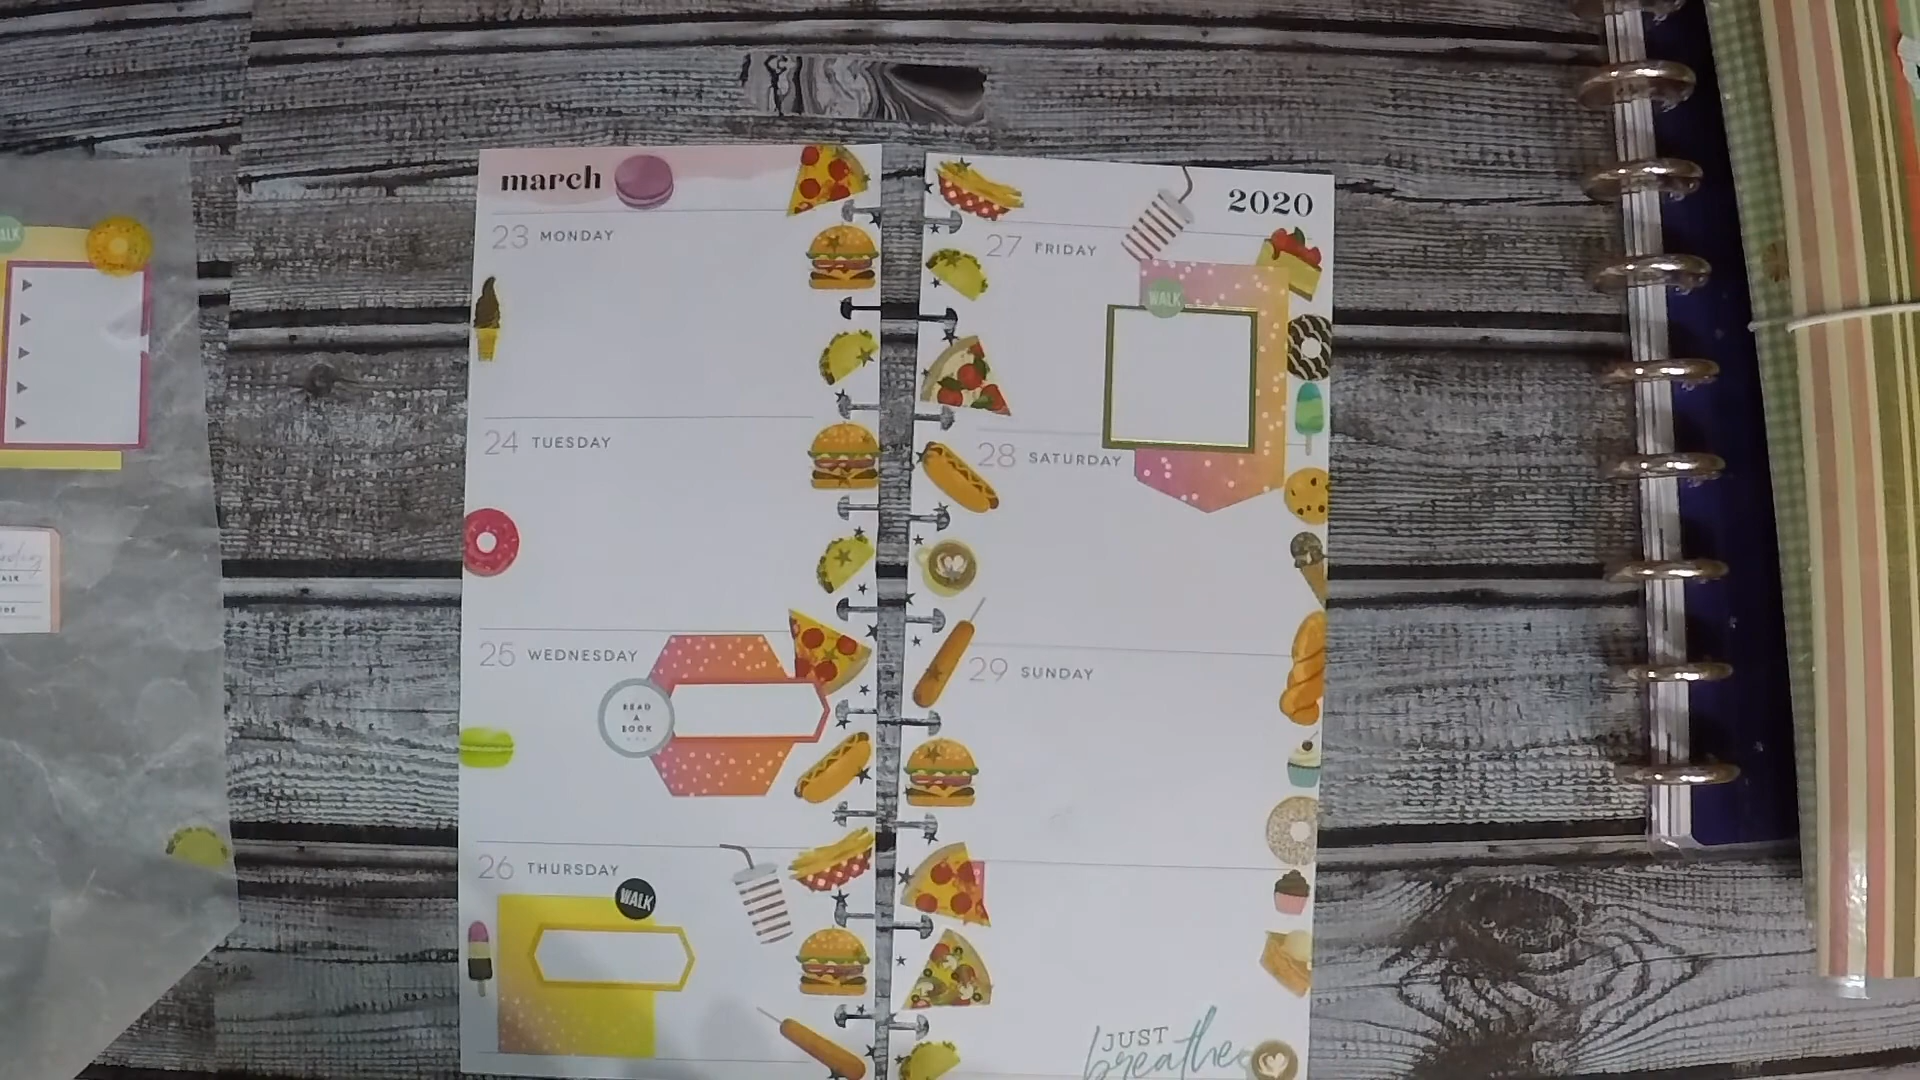 march
23 MONDAY
24 TUESDAY
25 WEDNESDAY
READ
A
BOOK
26 THURSDAY
WALK
2020
27 FRIDAY
WALK
28 SATURDAY
29 SUNDAY
JUST
breathe